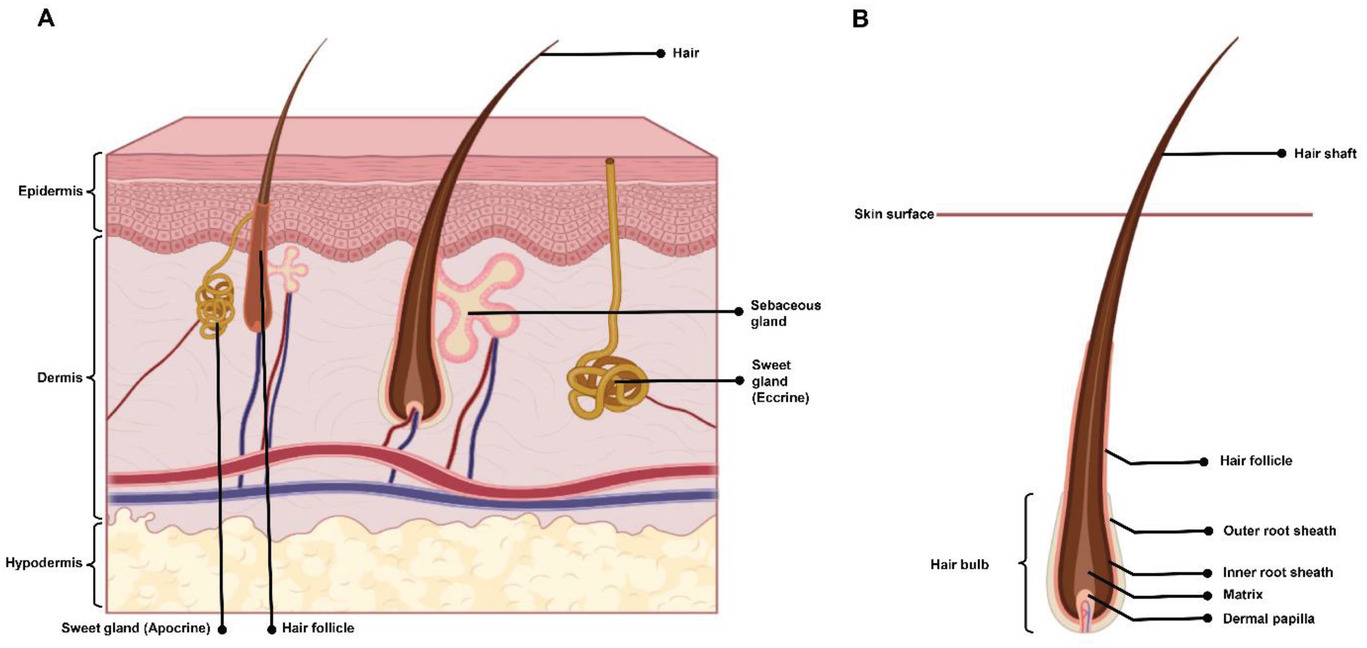 A
Hair
Epidermis
Dermis
Hypodermis
Sebaceous
gland
Sweet
gland
(Eccrine)
Sweet gland (Apocrine)
Hair follicle
B
Hair shaft
Skin surface
Hair follicle
Outer root sheath
Hair bulb
Inner root sheath
Matrix
Dermal papilla